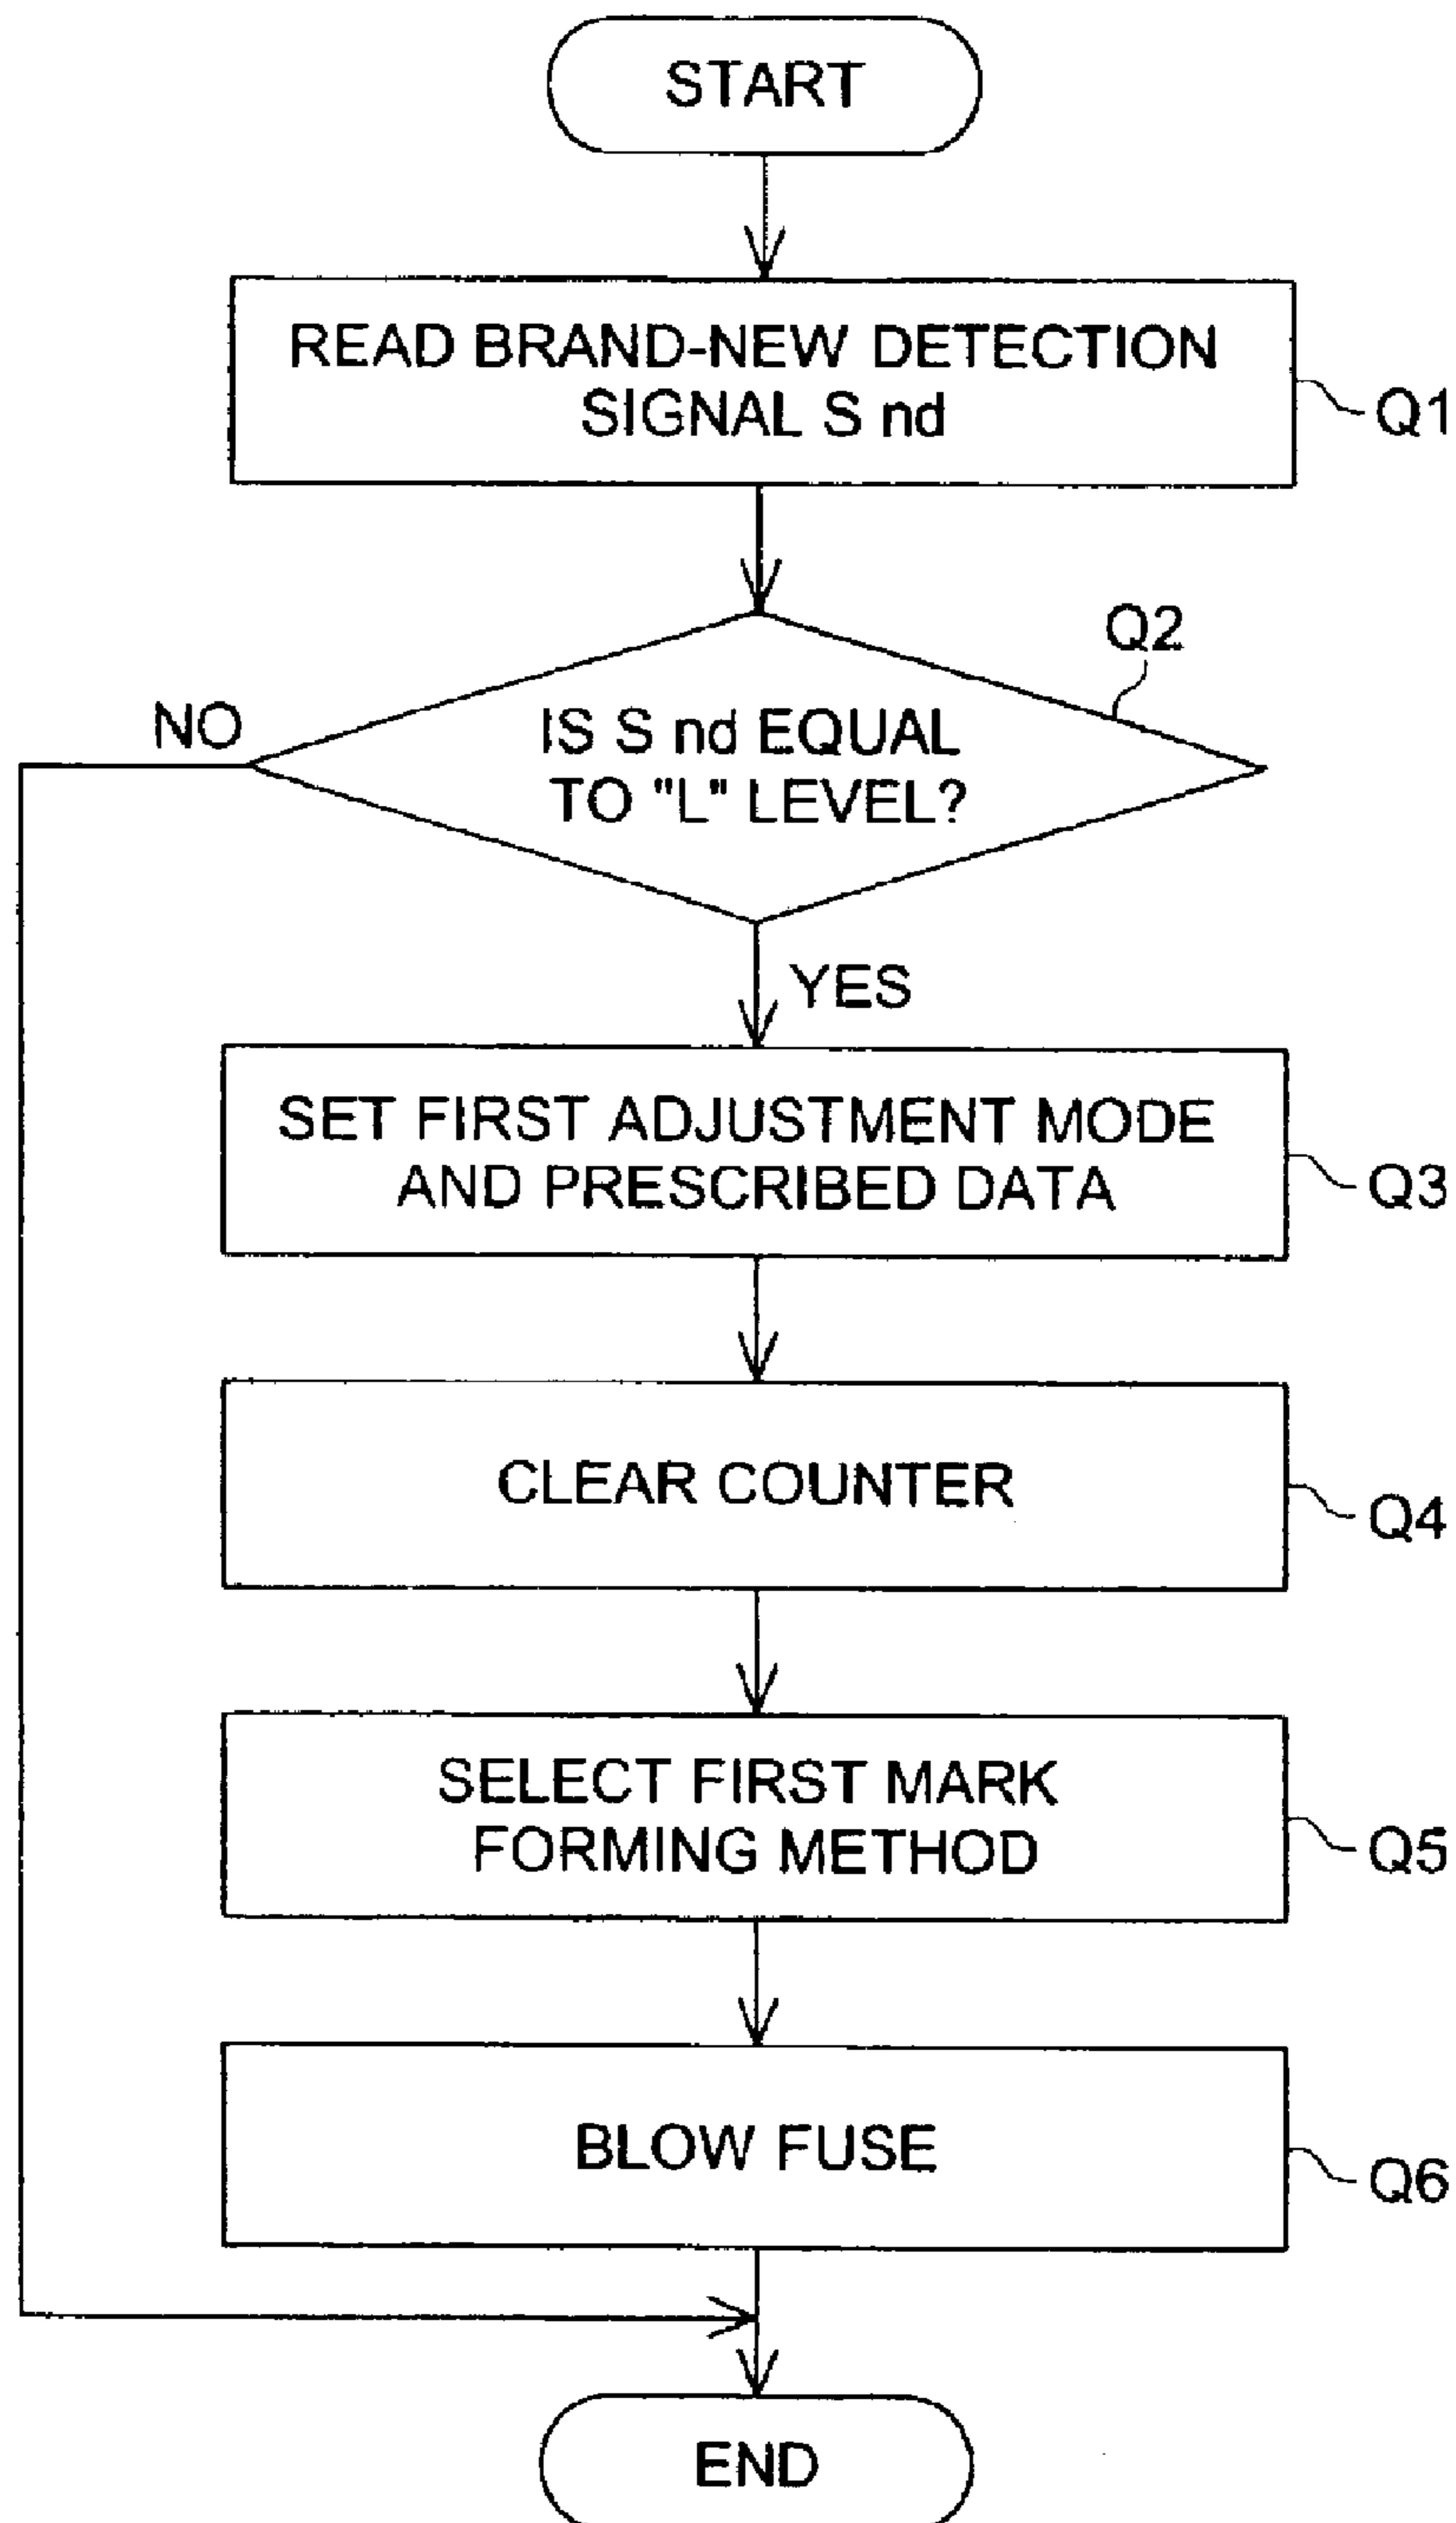 START
READ BRAND-NEW DETECTION
SIGNAL S nd
Q1
Q2
NO
IS S nd EQUAL
TO "L" LEVEL?
YES
SET FIRST ADJUSTMENT MODE
AND PRESCRIBED DATA
Q3
CLEAR COUNTER
Q4
SELECT FIRST MARK
FORMING METHOD
Q5
BLOW FUSE
Q6
END